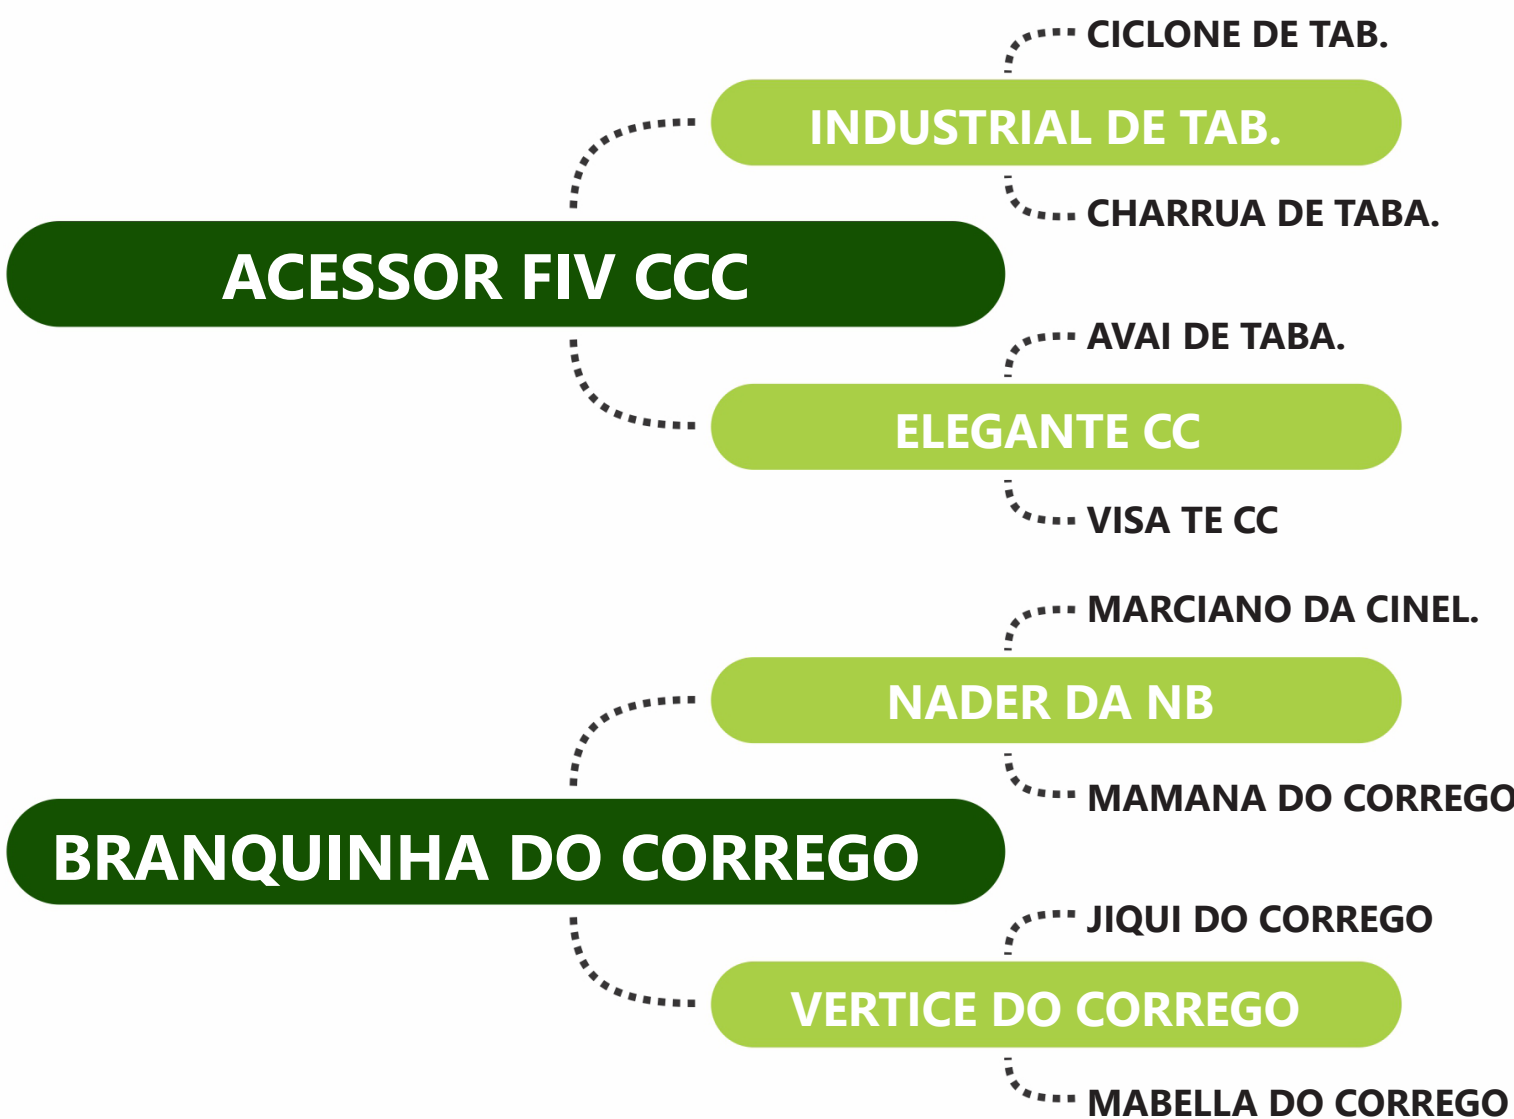 CICLONE DE TAB.
INDUSTRIAL DE TAB.
CHARRUA DE TABA.
ACESSOR FIV CCC
AVAI DE TABA.
ELEGANTE CC
VISA TE CC
MARCIANO DA CINEL.
NADER DA NB
MAMANA DO CORREGO
BRANQUINHA DO CORREGO
JIQUI DO CORREGO
VERTICE DO CORREGO
MABELLA DO CORREGO